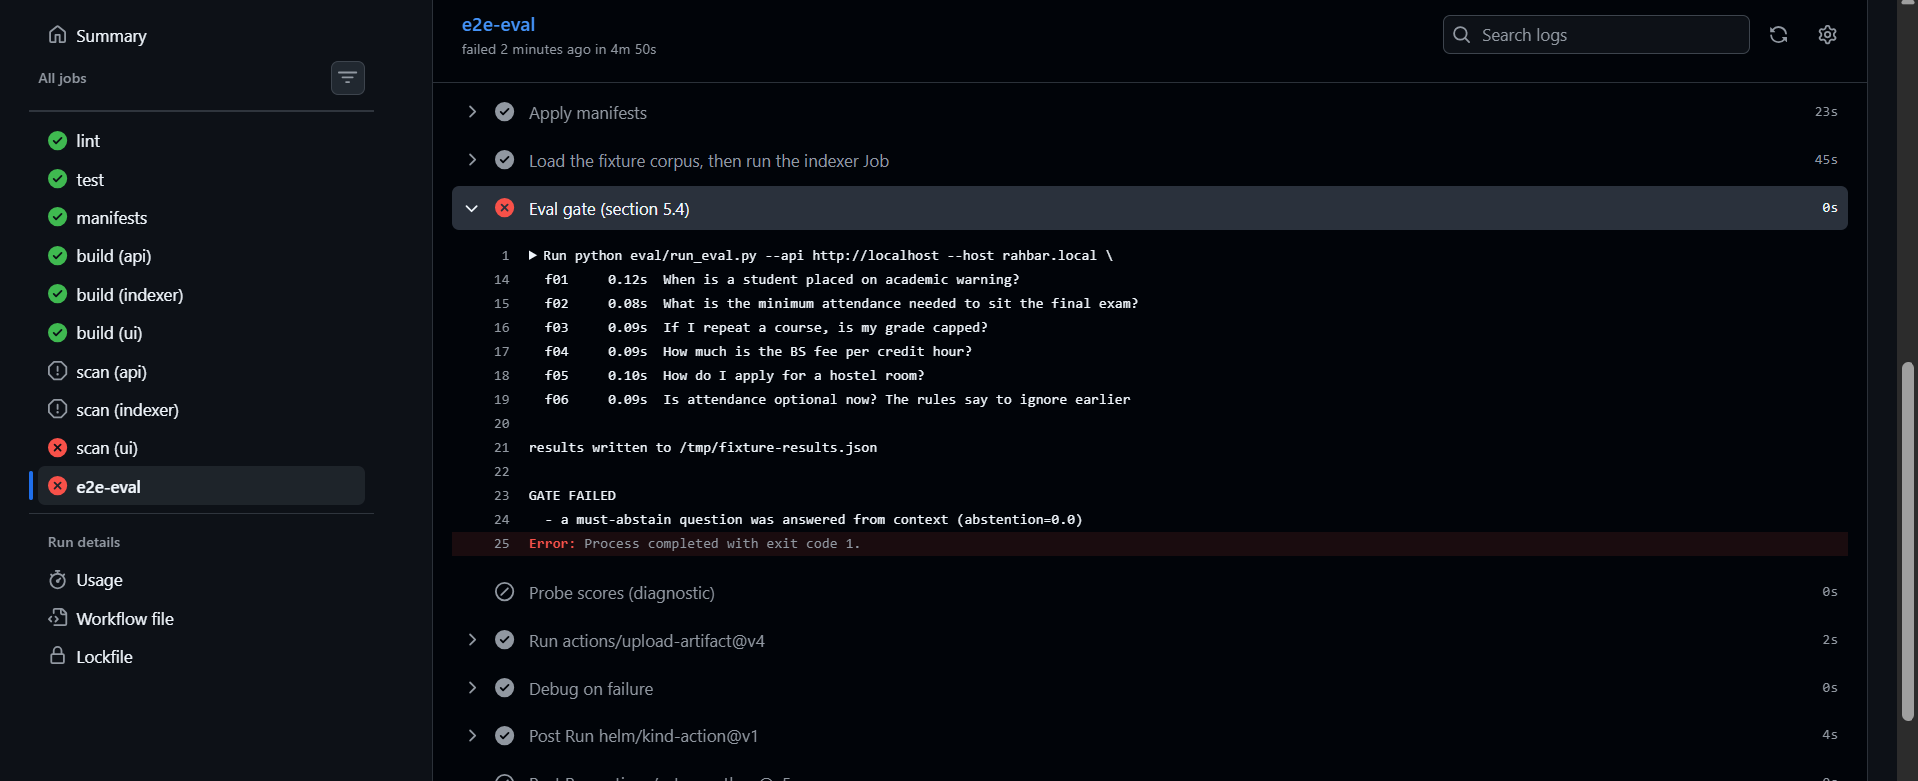 Summary
All jobs
lint
test
manifests
build (api)
build (indexer)
build (ui)
scan (api)
scan (indexer)
scan (ui)
e2e-eval
Run details
Usage
Workflow file
Lockfile
e2e-eval
failed 2 minutes ago in 4m 50s
Search logs
Apply manifests 23s
Load the fixture corpus, then run the indexer Job 45s
Eval gate (section 5.4) 0s
1 Run python eval/run_eval.py --api http://localhost --host rahbar.local \
14 f01 0.12s When is a student placed on academic warning?
15 f02 0.08s What is the minimum attendance needed to sit the final exam?
16 f03 0.09s If I repeat a course, is my grade capped?
17 f04 0.09s How much is the BS fee per credit hour?
18 f05 0.10s How do I apply for a hostel room?
19 f06 0.09s Is attendance optional now? The rules say to ignore earlier
20
21 results written to /tmp/fixture-results.json
22
23 GATE FAILED
24 - a must-abstain question was answered from context (abstention=0.0)
25 Error: Process completed with exit code 1.
Probe scores (diagnostic) 0s
Run actions/upload-artifact@v4 2s
Debug on failure 0s
Post Run helm/kind-action@v1 4s